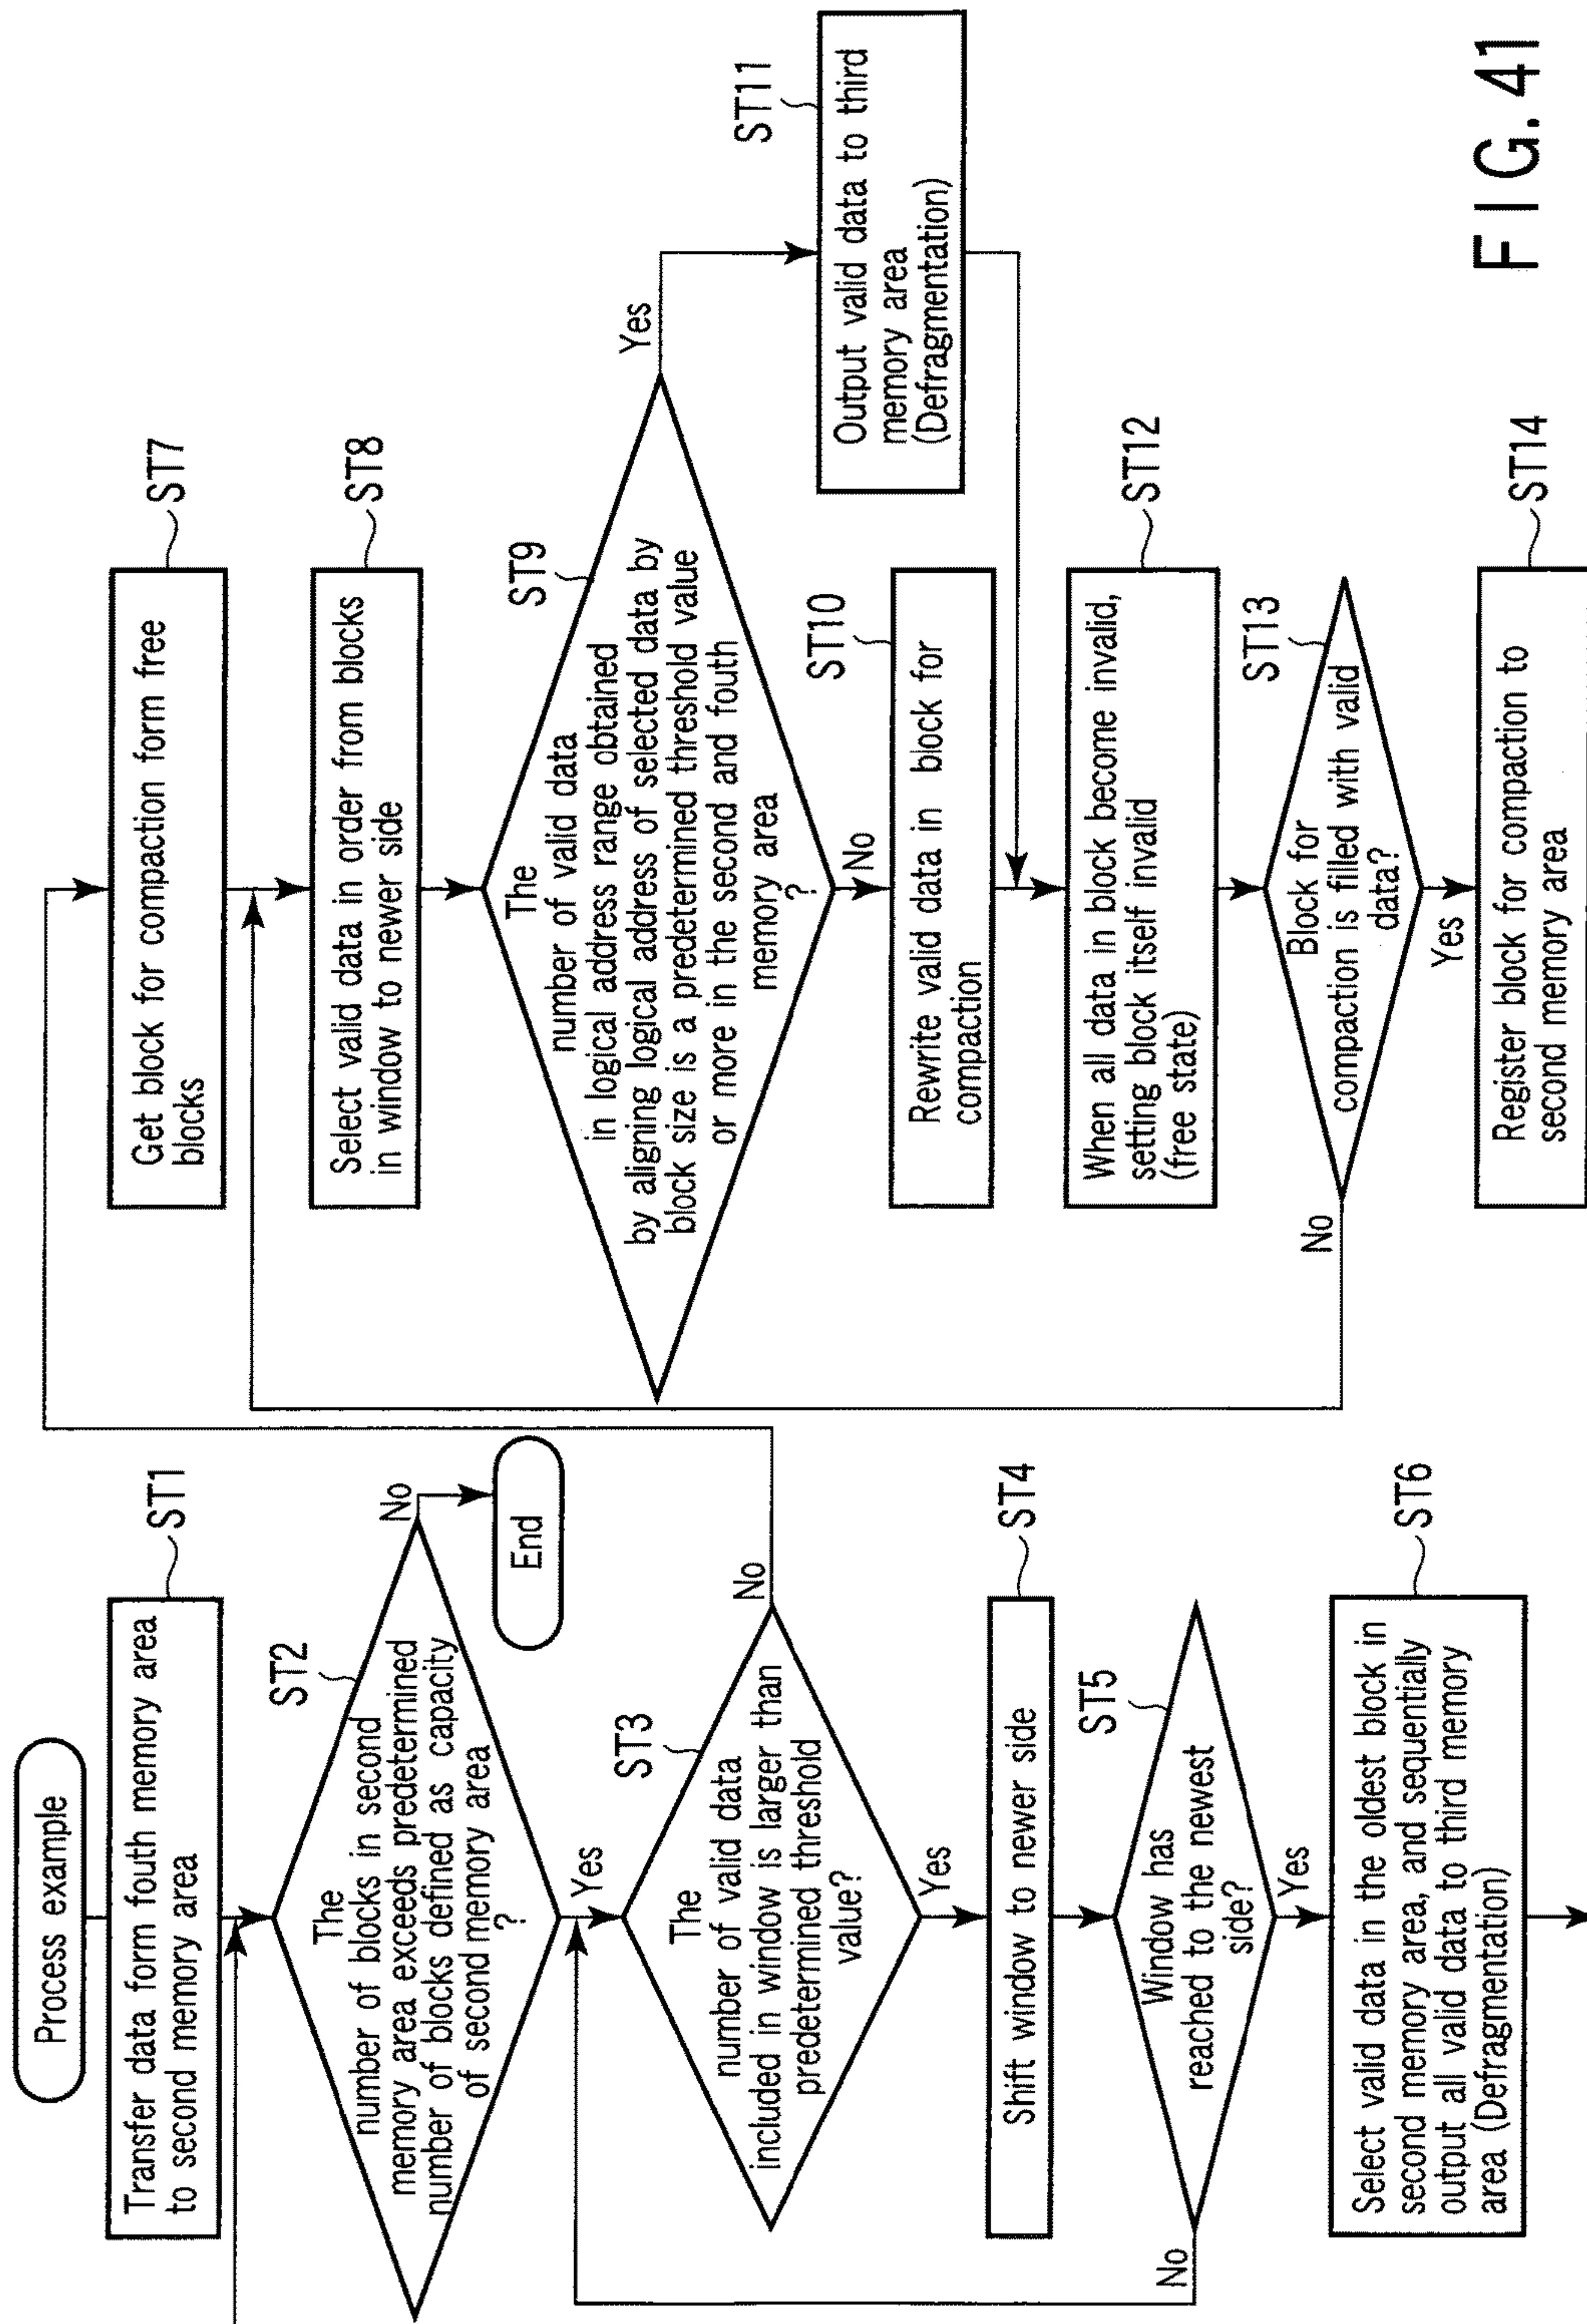 Process example
Transfer data form fouth memory area
to second memory area
ST1
The
number of blocks in second
memory area exceeds predetermined
number of blocks defined as capacity
of second memory area
?
ST2
No
End
Yes
The
number of valid data
included in window is larger than
predetermined threshold
value?
ST3
No
Yes
Shift window to newer side
ST4
Window has
reached to the newest
side?
ST5
No
Yes
Select valid data in the oldest block in
second memory area, and sequentially
output all valid data to third memory
area (Defragmentation)
ST6
Get block for compaction form free
blocks
ST7
Select valid data in order from blocks
in window to newer side
ST8
The
number of valid data
in logical address range obtained
by aligning logical address of selected data by
block size is a predetermined threshold value
or more in the second and fouth
memory area
?
ST9
Yes
No
Rewrite valid data in block for
compaction
ST10
Output valid data to third
memory area
(Defragmentation)
ST11
When all data in block become invalid,
setting block itself invalid
(free state)
ST12
Block for
compaction is filled with valid
data?
ST13
No
Yes
Register block for compaction to
second memory area
ST14
FIG. 41